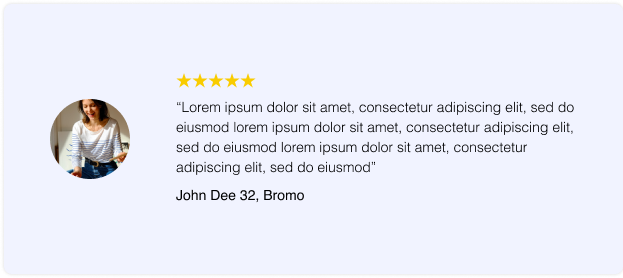 “Lorem ipsum dolor sit amet, consectetur adipiscing elit, sed do
eiusmod lorem ipsum dolor sit amet, consectetur adipiscing elit,
sed do eiusmod lorem ipsum dolor sit amet, consectetur
adipiscing elit, sed do eiusmod”
John Dee 32, Bromo